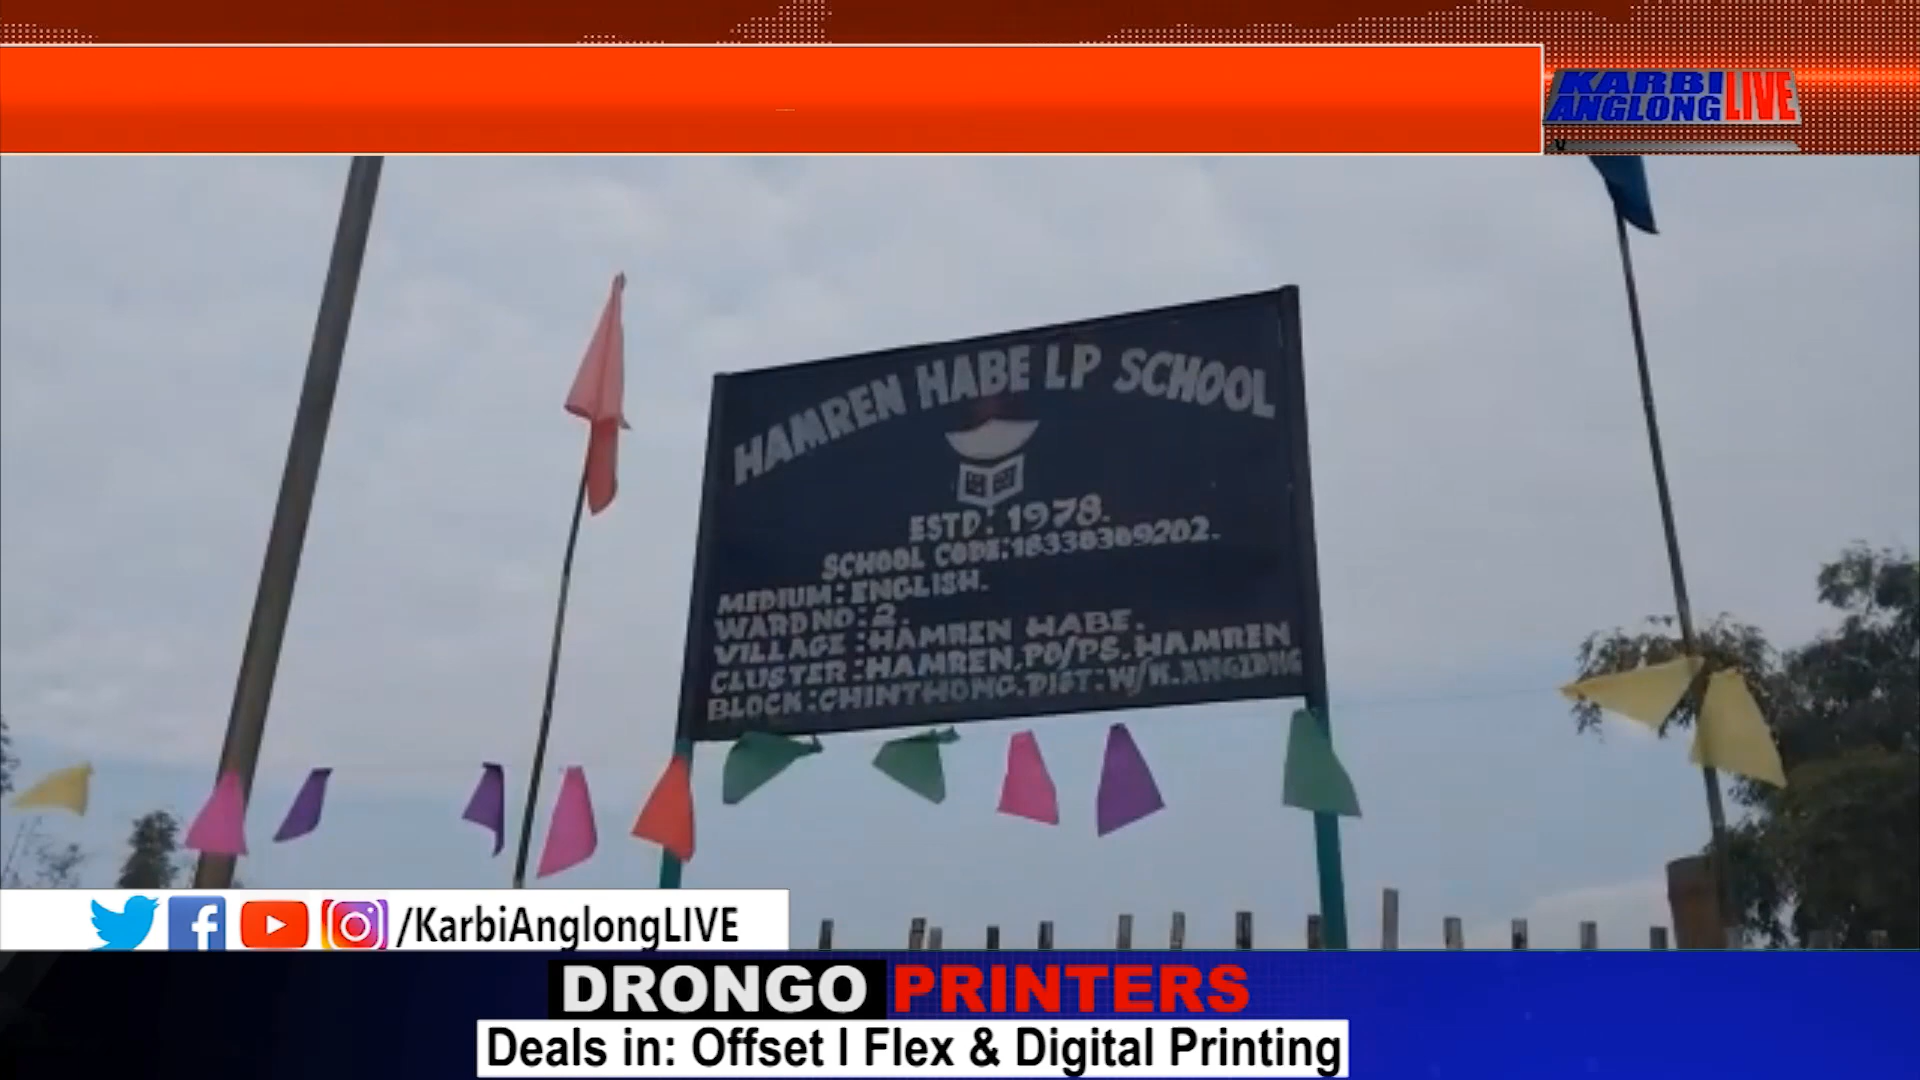 KARBI
ANGLONG LIVE
HAMREN HABE LP SCHOOL
ESTD: 1978.
SCHOOL CODE:18330309202.
MEDIUM:ENGLISH.
WARD NO:2.
VILLAGE:HAMREN HABE.
CLUSTER:HAMREN,PO/PS.HAMREN
BLOCK:CHINTHONG.DIST:W/K.ANGLONG
/KarbiAnglongLIVE
DRONGO PRINTERS
Deals in: Offset I Flex & Digital Printing